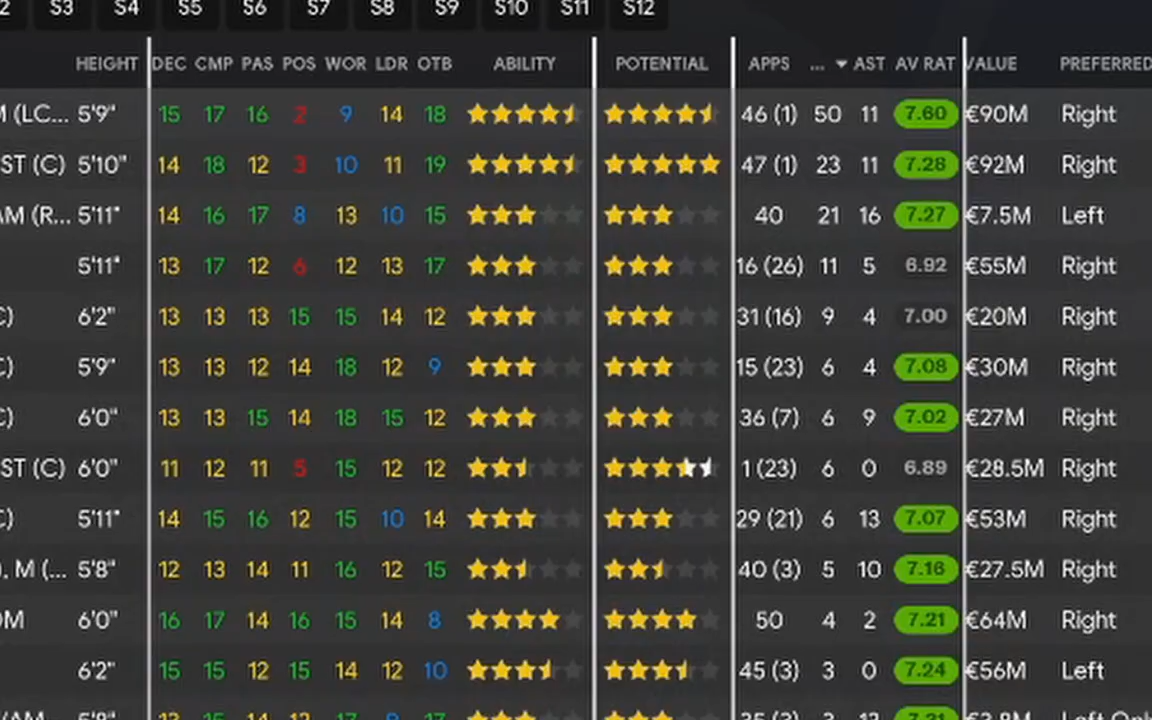 2 S3 S4 S5 S6 S7 S8 S9 S10 S11 S12
HEIGHT DEC CMP PAS POS WOR LDR OTB ABILITY POTENTIAL APPS ... AST AV RAT VALUE PREFERRED
M (LC... 5'9" 15 17 16 2 9 14 18 46 (1) 50 11 7.60 €90M Right
ST (C) 5'10" 14 18 12 3 10 11 19 47 (1) 23 11 7.28 €92M Right
AM (R... 5'11" 14 16 17 8 13 10 15 40 21 16 7.27 €7.5M Left
5'11" 13 17 12 6 12 13 17 16 (26) 11 5 6.92 €55M Right
C) 6'2" 13 13 13 15 15 14 12 31 (16) 9 4 7.00 €20M Right
C) 5'9" 13 13 12 14 18 12 9 15 (23) 6 4 7.08 €30M Right
C) 6'0" 13 13 15 14 18 15 12 36 (7) 6 9 7.02 €27M Right
ST (C) 6'0" 11 12 11 5 15 12 12 1 (23) 6 0 6.89 €28.5M Right
C) 5'11" 14 15 16 12 15 10 14 29 (21) 6 13 7.07 €53M Right
), M (... 5'8" 12 13 14 11 16 12 15 40 (3) 5 10 7.16 €27.5M Right
DM 6'0" 16 17 14 16 15 14 8 50 4 2 7.21 €64M Right
6'2" 15 15 12 15 14 12 10 45 (3) 3 0 7.24 €56M Left